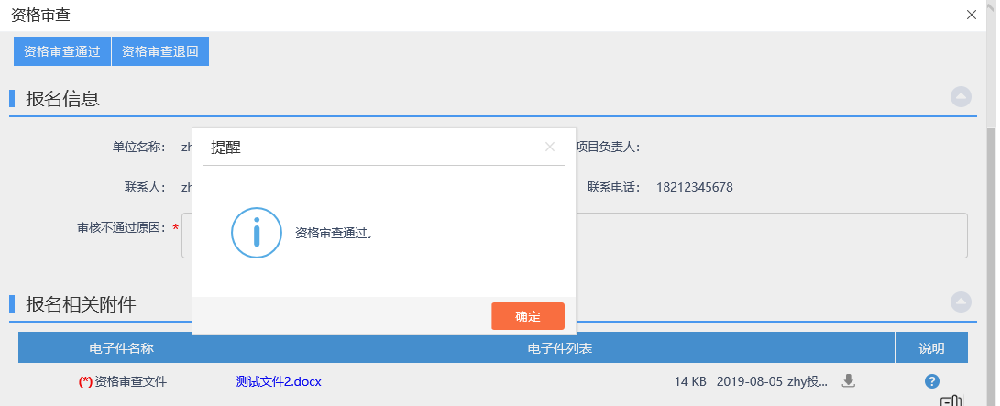 资格审查
资格审查通过 资格审查退回
报名信息
单位名称： zh 项目负责人：
提醒
联系人： zh 联系电话： 18212345678
审核不通过原因：*
资格审查通过。
报名相关附件
确定
电子件名称 电子件列表 说明
(*)资格审查文件 测试文件2.docx 14 KB 2019-08-05 zhy投...